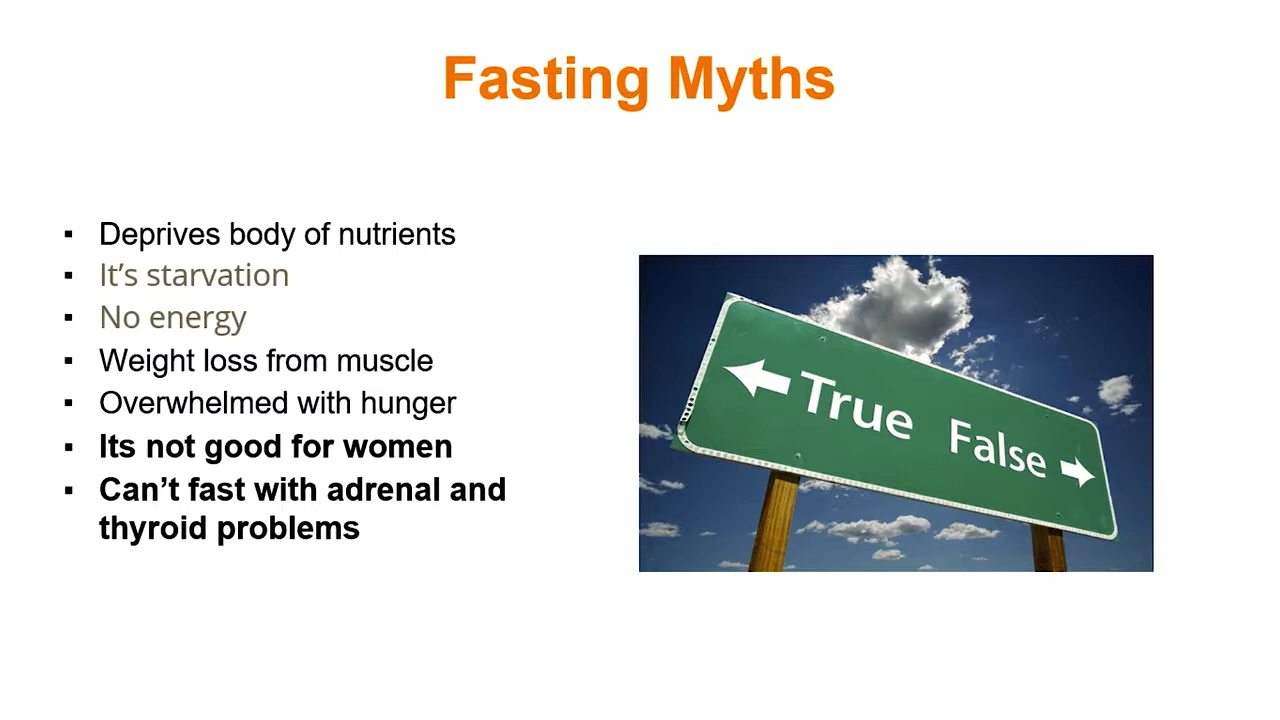 Fasting Myths
▪ Deprives body of nutrients
▪ It’s starvation
▪ No energy
▪ Weight loss from muscle
▪ Overwhelmed with hunger
▪ Its not good for women
▪ Can’t fast with adrenal and
thyroid problems
True False